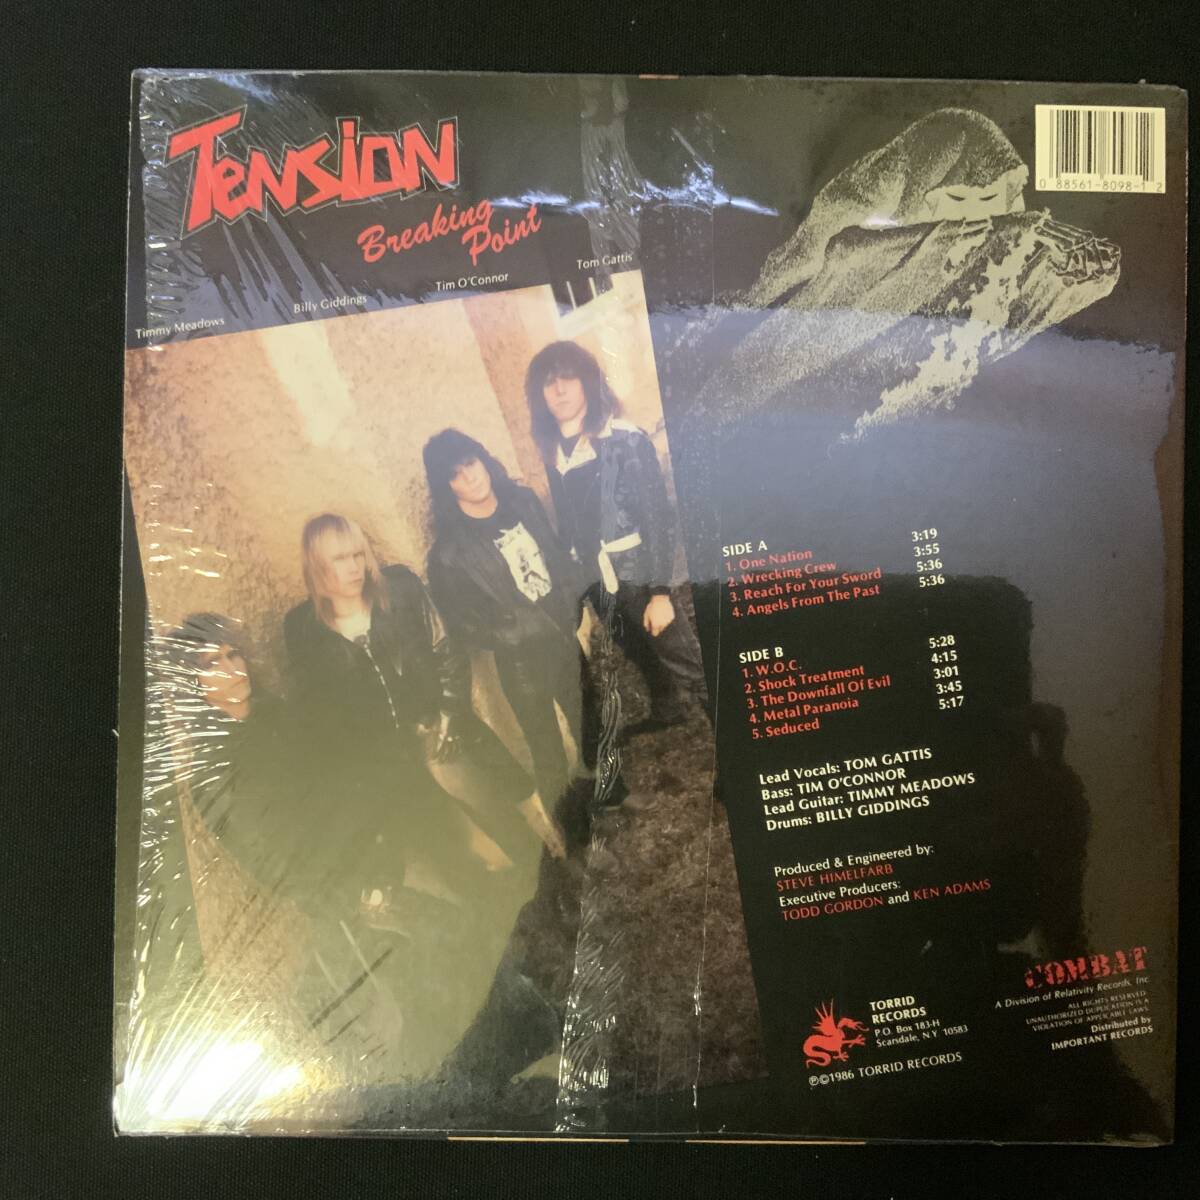 TENSION
Breaking
Point
Timmy Meadows
Billy Giddings
Tim O'Connor
Tom Gattis
0 88561-8098-1 2
SIDE A
1. One Nation 3:19
2. Wrecking Crew 3:55
3. Reach For Your Sword 5:36
4. Angels From The Past 5:36
SIDE B
1. W.O.C. 5:28
2. Shock Treatment 4:15
3. The Downfall Of Evil 3:01
4. Metal Paranoia 3:45
5. Seduced 5:17
Lead Vocals: TOM GATTIS
Bass: TIM O'CONNOR
Lead Guitar: TIMMY MEADOWS
Drums: BILLY GIDDINGS
Produced & Engineered by:
STEVE HIMELFARB
Executive Producers:
TODD GORDON and KEN ADAMS
TORRID
RECORDS
P.O. Box 183-H
Scarsdale, N.Y 10583
℗©1986 TORRID RECORDS
COMBAT
A Division of Relativity Records, Inc
ALL RIGHTS RESERVED
UNAUTHORIZED DUPLICATION IS A
VIOLATION OF APPLICABLE LAWS
Distributed by
IMPORTANT RECORDS